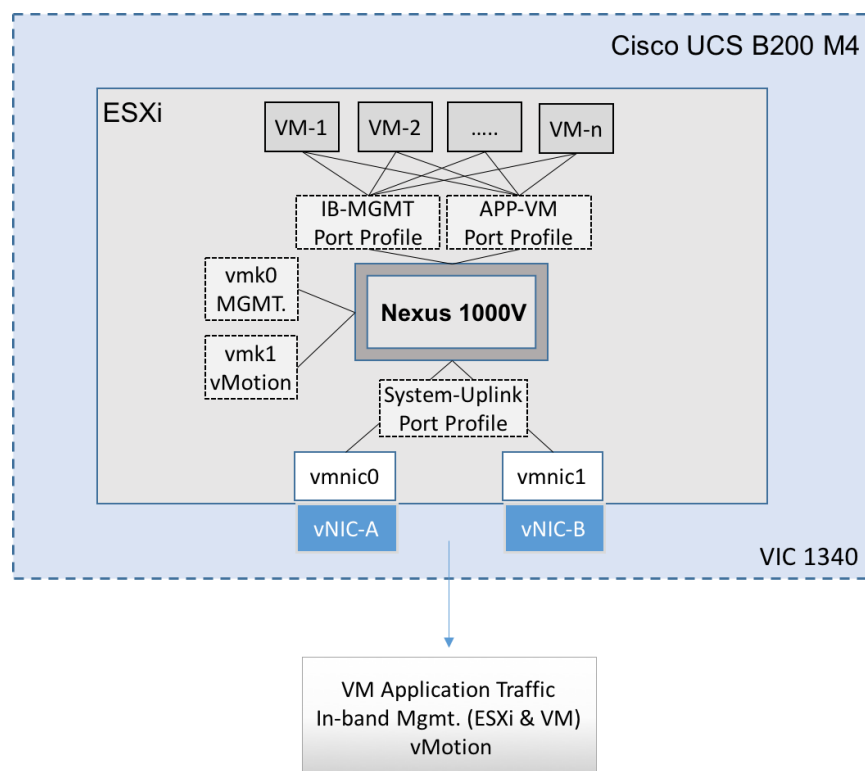 Cisco UCS B200 M4
ESXi
VM-1
VM-2
.....
VM-n
IB-MGMT
Port Profile
APP-VM
Port Profile
vmk0
MGMT.
Nexus 1000V
vmk1
vMotion
System-Uplink
Port Profile
vmnic0
vmnic1
vNIC-A
vNIC-B
VIC 1340
VM Application Traffic
In-band Mgmt. (ESXi & VM)
vMotion